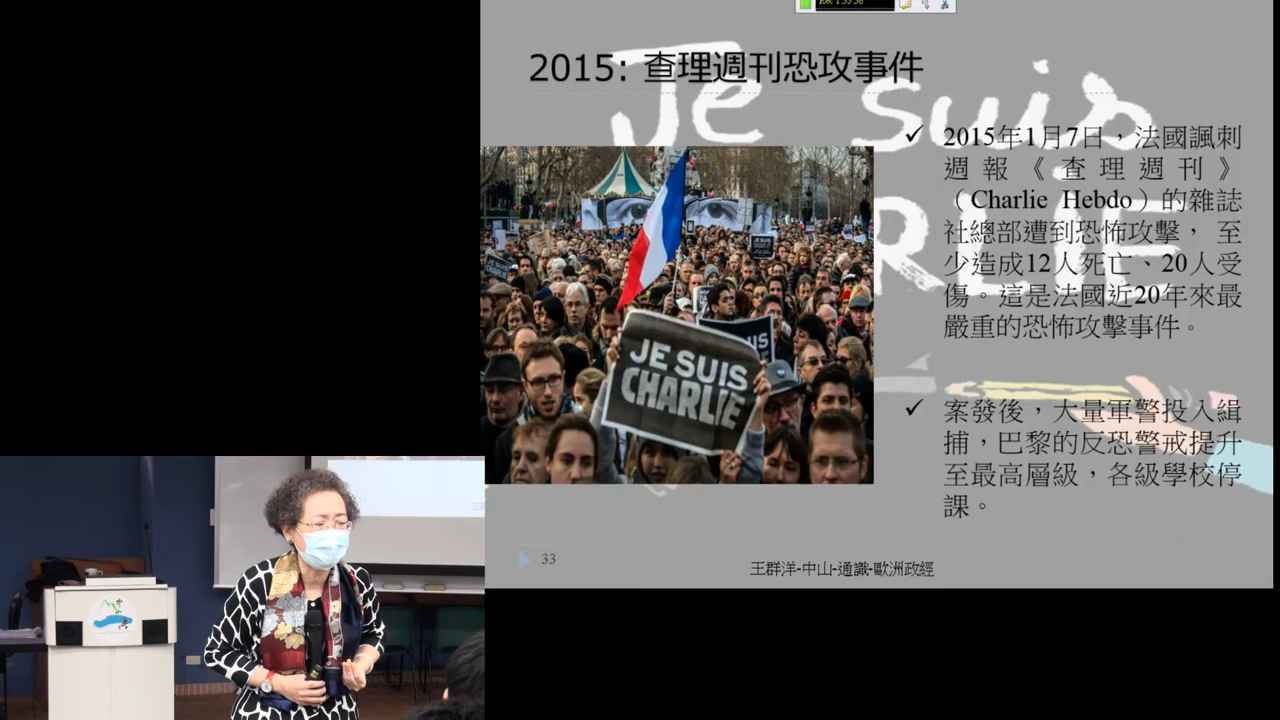 Rec 1:33:38
2015: 查理週刊恐攻事件
Je suis
✓ 2015年1月7日，法國諷刺
週報《查理週刊》
（Charlie Hebdo）的雜誌
社總部遭到恐怖攻擊， 至
少造成12人死亡、20人受
傷。這是法國近20年來最
嚴重的恐怖攻擊事件。
JE SUIS
CHARLIE
✓ 案發後，大量軍警投入緝
捕，巴黎的反恐警戒提升
至最高層級，各級學校停
課。
33
王群洋-中山-通識-歐洲政經